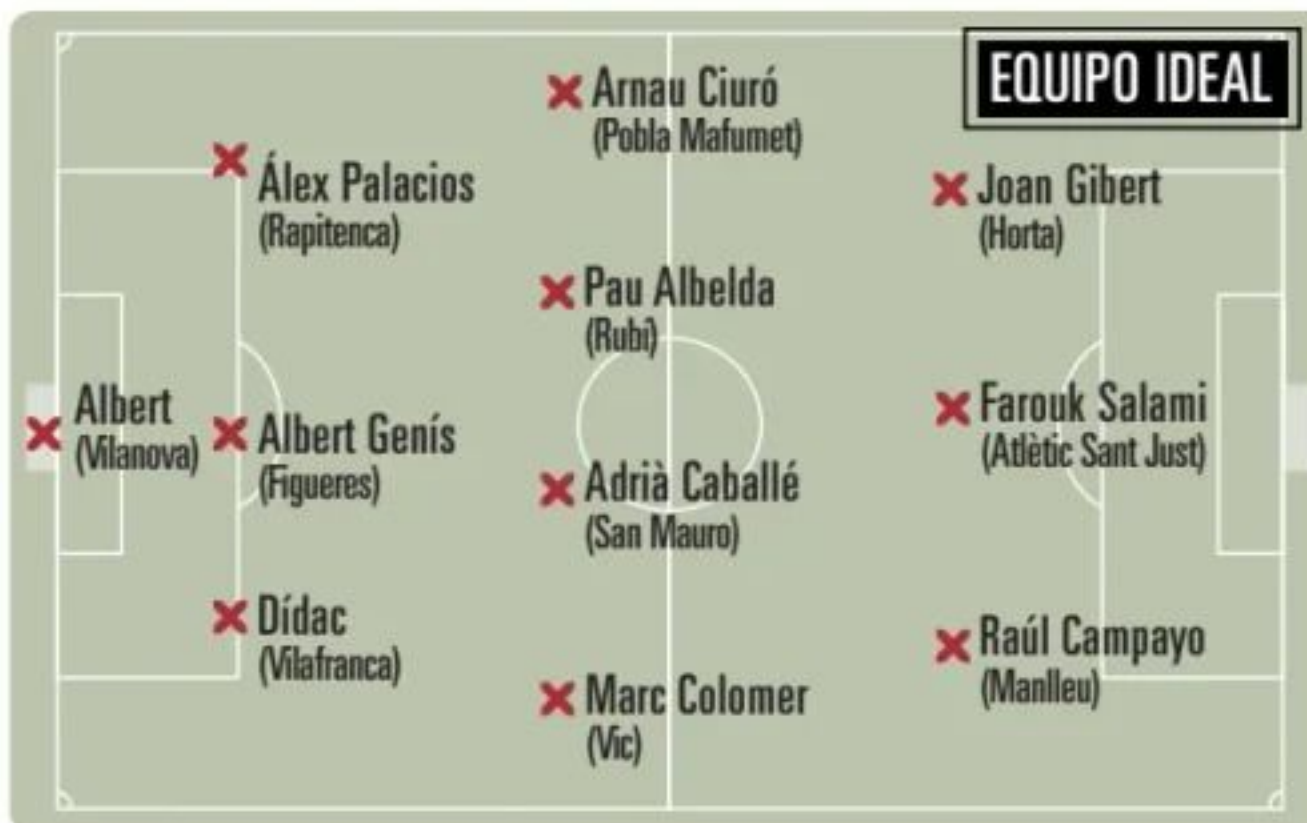 EQUIPO IDEAL
Arnau Ciuró
(Pobla Mafumet)
Álex Palacios
(Rapitenca)
Joan Gibert
(Horta)
Pau Albelda
(Rubí)
Albert
(Vilanova)
Albert Genís
(Figueres)
Farouk Salami
(Atlètic Sant Just)
Adrià Caballé
(San Mauro)
Dídac
(Vilafranca)
Raúl Campayo
(Manlleu)
Marc Colomer
(Vic)